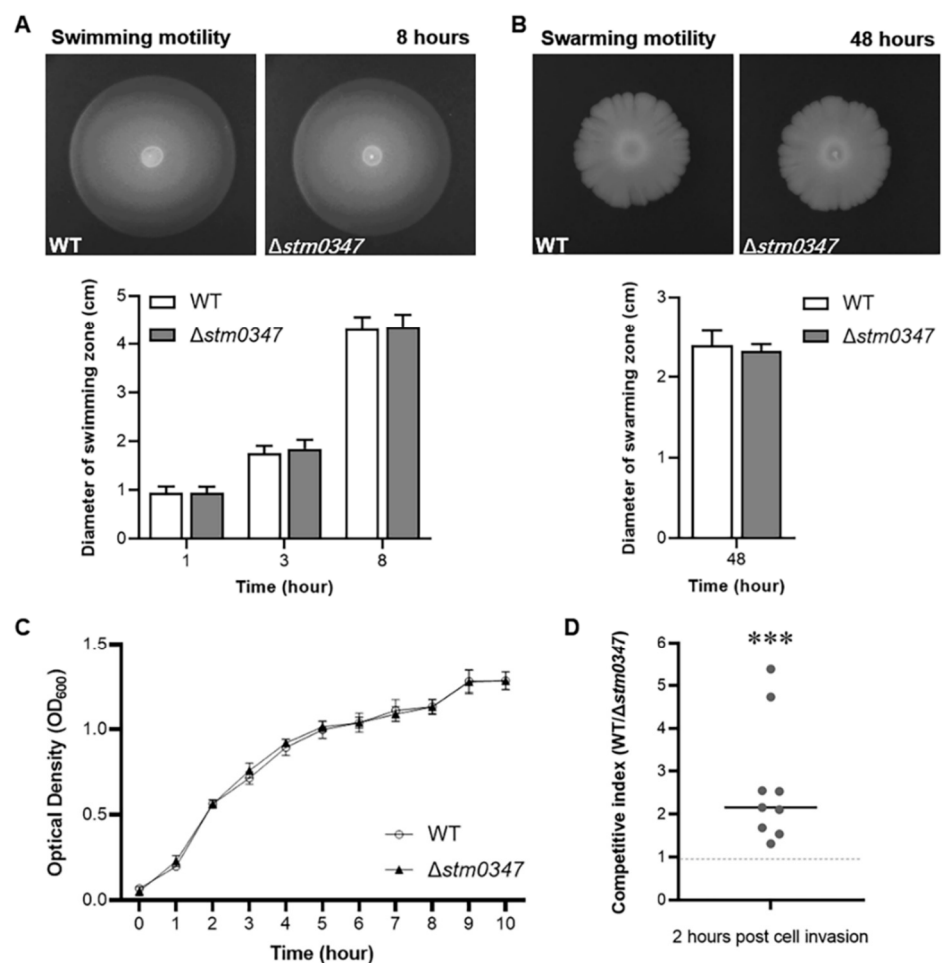 A
Swimming motility 8 hours
WT
Δstm0347
Diameter of swimming zone (cm)
5
4
3
2
1
0
WT
Δstm0347
1 3 8
Time (hour)
B
Swarming motility 48 hours
WT
Δstm0347
Diameter of swarming zone (cm)
3
2
1
0
WT
Δstm0347
48
Time (hour)
C
Optical Density (OD600)
1.5
1.0
0.5
0.0
WT
Δstm0347
0 1 2 3 4 5 6 7 8 9 10
Time (hour)
D
Competitive index (WT/Δstm0347)
6
5
4
3
2
1
0
***
2 hours post cell invasion